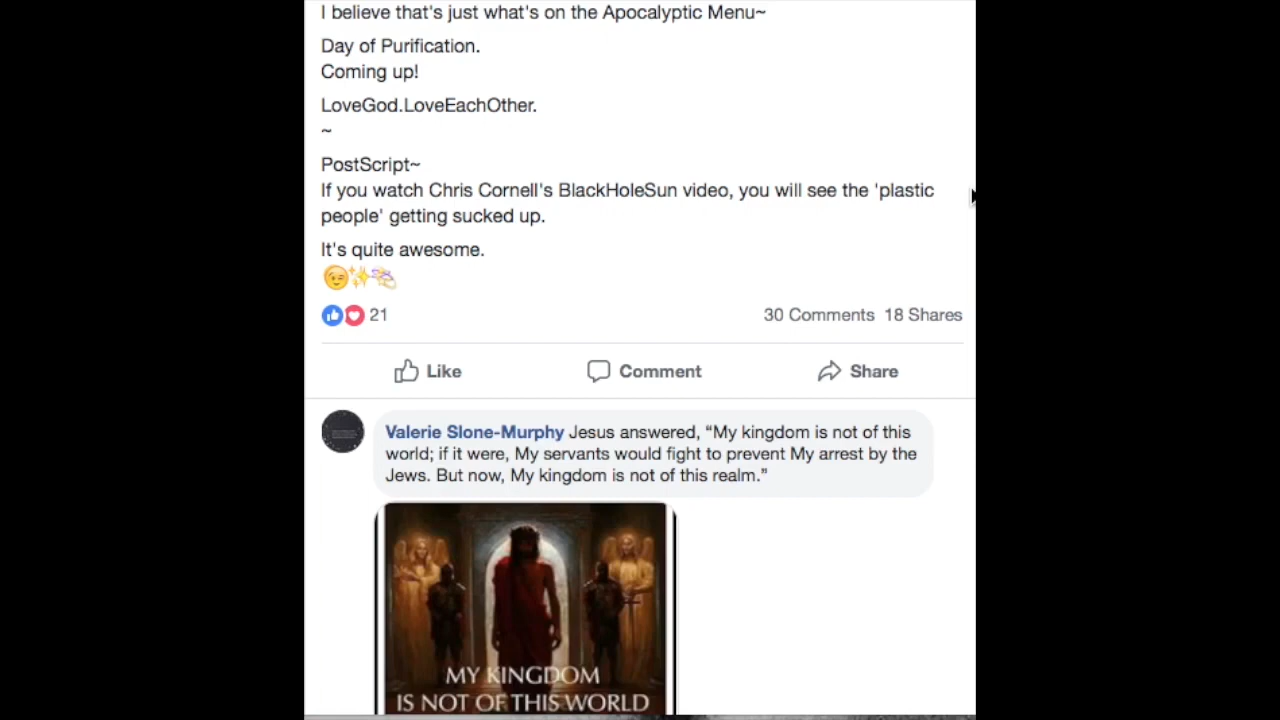 I believe that's just what's on the Apocalyptic Menu~
Day of Purification.
Coming up!
LoveGod.LoveEachOther.
~
PostScript~
If you watch Chris Cornell's BlackHoleSun video, you will see the 'plastic
people' getting sucked up.
It's quite awesome.
21
30 Comments 18 Shares
Like Comment Share
Valerie Slone-Murphy Jesus answered, “My kingdom is not of this
world; if it were, My servants would fight to prevent My arrest by the
Jews. But now, My kingdom is not of this realm.”
MY KINGDOM
IS NOT OF THIS WORLD